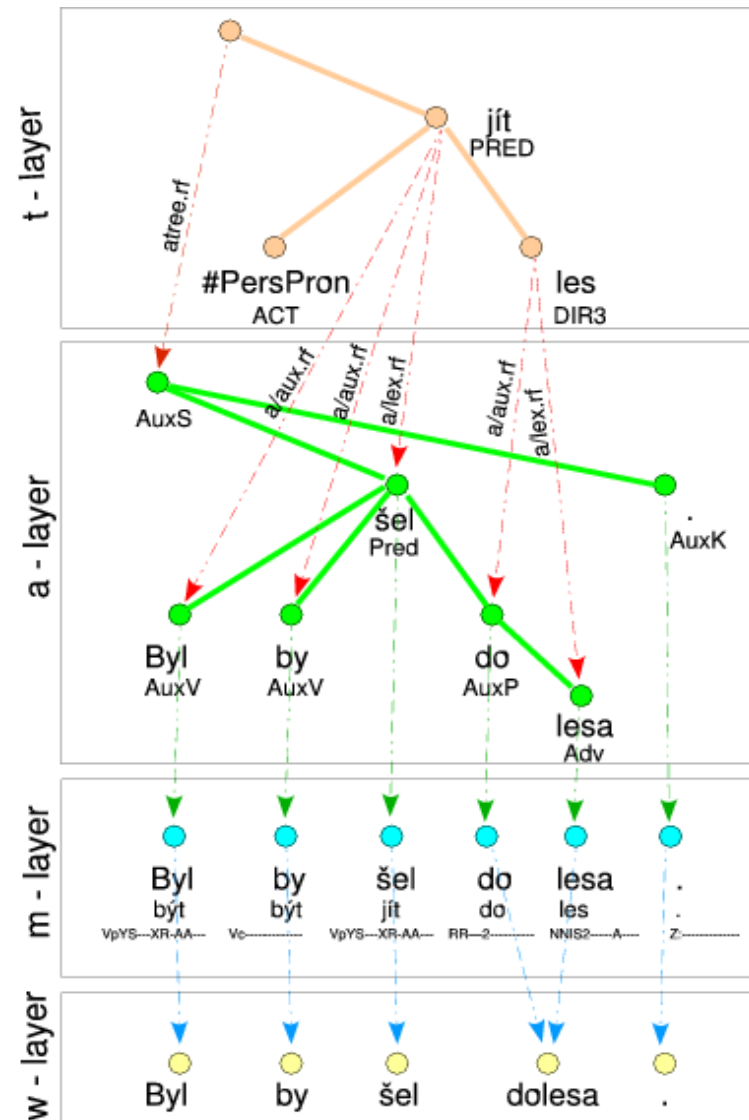 t - layer
jít
PRED
atree.rf
#PersPron
ACT
les
DIR3
a - layer
a/aux.rf
a/aux.rf
a/lex.rf
a/aux.rf
a/lex.rf
AuxS
šel
Pred
.
AuxK
Byl
AuxV
by
AuxV
do
AuxP
lesa
Adv
m - layer
Byl by šel do lesa .
být být jít do les .
VpYS---XR-AA--- Vc------------- VpYS---XR-AA--- RR---2---------- NNIS2-----A---- Z:-------------
w - layer
Byl by šel dolesa .